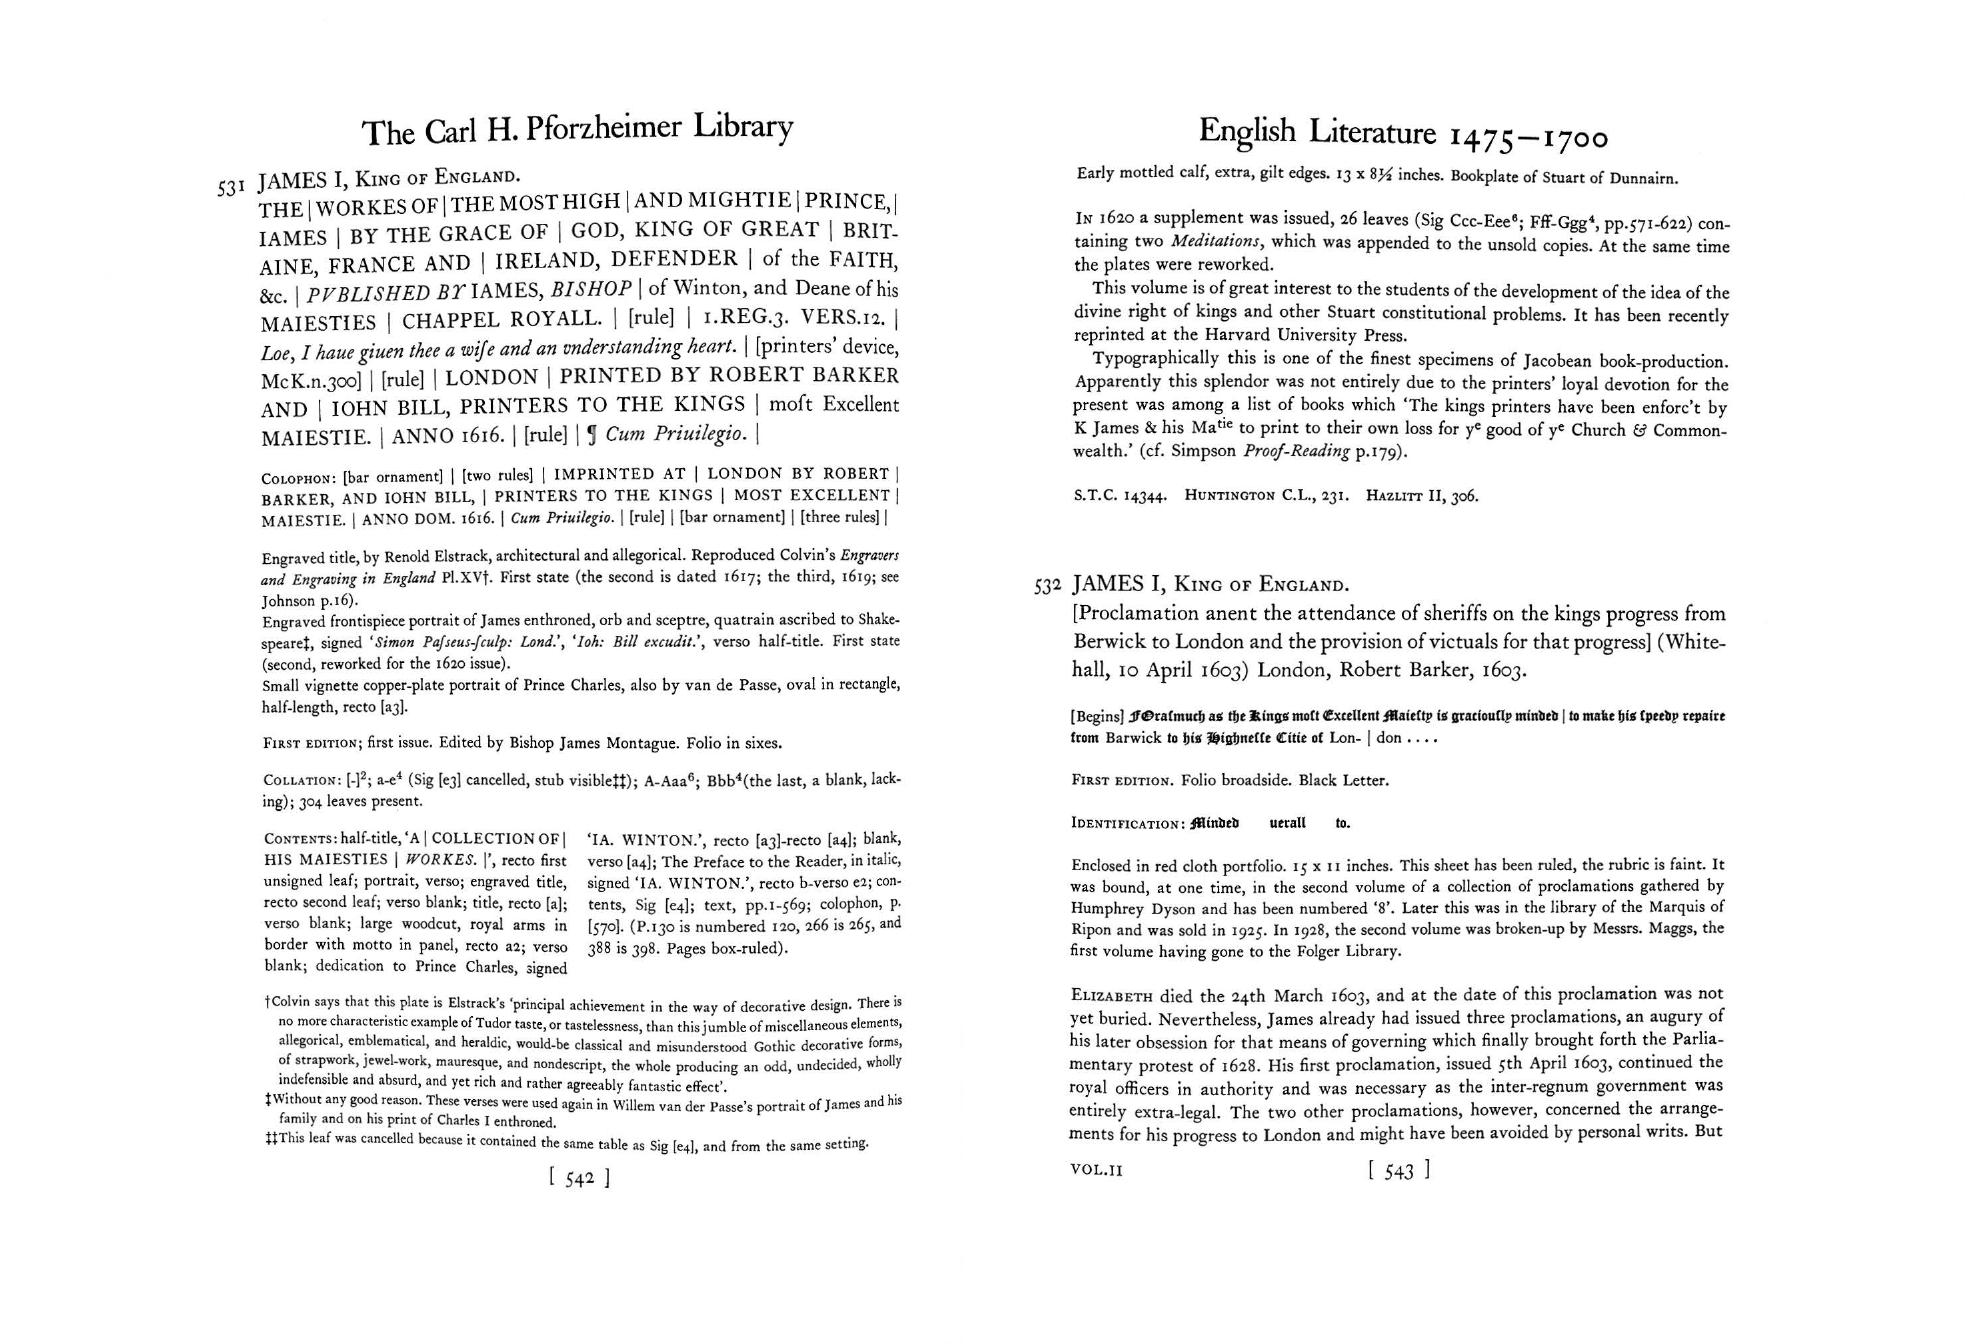 The Carl H. Pforzheimer Library
531 JAMES I, King of England.
THE | WORKES OF | THE MOST HIGH | AND MIGHTIE | PRINCE, |
IAMES | BY THE GRACE OF | GOD, KING OF GREAT | BRIT-
AINE, FRANCE AND | IRELAND, DEFENDER | of the FAITH,
&c. | PVBLISHED BY IAMES, BISHOP | of Winton, and Deane of his
MAIESTIES | CHAPPEL ROYALL. | [rule] | 1.REG.3. VERS.12. |
Loe, I haue giuen thee a wiſe and an vnderstanding heart. | [printers' device,
McK.n.300] | [rule] | LONDON | PRINTED BY ROBERT BARKER
AND | IOHN BILL, PRINTERS TO THE KINGS | moſt Excellent
MAIESTIE. | ANNO 1616. | [rule] | ¶ Cum Priuilegio. |
Colophon: [bar ornament] | [two rules] | IMPRINTED AT | LONDON BY ROBERT |
BARKER, AND IOHN BILL, | PRINTERS TO THE KINGS | MOST EXCELLENT |
MAIESTIE. | ANNO DOM. 1616. | Cum Priuilegio. | [rule] | [bar ornament] | [three rules] |
Engraved title, by Renold Elstrack, architectural and allegorical. Reproduced Colvin's Engravers
and Engraving in England Pl.XV†. First state (the second is dated 1617; the third, 1619; see
Johnson p.16).
Engraved frontispiece portrait of James enthroned, orb and sceptre, quatrain ascribed to Shake-
speare‡, signed 'Simon Paſseus-ſculp: Lond.', 'Ioh: Bill excudit.', verso half-title. First state
(second, reworked for the 1620 issue).
Small vignette copper-plate portrait of Prince Charles, also by van de Passe, oval in rectangle,
half-length, recto [a3].
First edition; first issue. Edited by Bishop James Montague. Folio in sixes.
Collation: [-]²; a-e⁴ (Sig [e3] cancelled, stub visible‡‡); A-Aaa⁶; Bbb⁴(the last, a blank, lack-
ing); 304 leaves present.
Contents: half-title, 'A | COLLECTION OF |
HIS MAIESTIES | WORKES. |', recto first
unsigned leaf; portrait, verso; engraved title,
recto second leaf; verso blank; title, recto [a];
verso blank; large woodcut, royal arms in
border with motto in panel, recto a2; verso
blank; dedication to Prince Charles, signed
'IA. WINTON.', recto [a3]-recto [a4]; blank,
verso [a4]; The Preface to the Reader, in italic,
signed 'IA. WINTON.', recto b-verso e2; con-
tents, Sig [e4]; text, pp.1-569; colophon, p.
[570]. (P.130 is numbered 120, 266 is 265, and
388 is 398. Pages box-ruled).
†Colvin says that this plate is Elstrack's 'principal achievement in the way of decorative design. There is
no more characteristic example of Tudor taste, or tastelessness, than this jumble of miscellaneous elements,
allegorical, emblematical, and heraldic, would-be classical and misunderstood Gothic decorative forms,
of strapwork, jewel-work, mauresque, and nondescript, the whole producing an odd, undecided, wholly
indefensible and absurd, and yet rich and rather agreeably fantastic effect'.
‡Without any good reason. These verses were used again in Willem van der Passe's portrait of James and his
family and on his print of Charles I enthroned.
‡‡This leaf was cancelled because it contained the same table as Sig [e4], and from the same setting.
[ 542 ]
English Literature 1475–1700
Early mottled calf, extra, gilt edges. 13 x 8½ inches. Bookplate of Stuart of Dunnairn.
In 1620 a supplement was issued, 26 leaves (Sig Ccc-Eee⁶; Fff-Ggg⁴, pp.571-622) con-
taining two Meditations, which was appended to the unsold copies. At the same time
the plates were reworked.
This volume is of great interest to the students of the development of the idea of the
divine right of kings and other Stuart constitutional problems. It has been recently
reprinted at the Harvard University Press.
Typographically this is one of the finest specimens of Jacobean book-production.
Apparently this splendor was not entirely due to the printers' loyal devotion for the
present was among a list of books which 'The kings printers have been enforc't by
K James & his Maᵗⁱᵉ to print to their own loss for yᵉ good of yᵉ Church & Common-
wealth.' (cf. Simpson Proof-Reading p.179).
S.T.C. 14344. Huntington C.L., 231. Hazlitt II, 306.
532 JAMES I, King of England.
[Proclamation anent the attendance of sheriffs on the kings progress from
Berwick to London and the provision of victuals for that progress] (White-
hall, 10 April 1603) London, Robert Barker, 1603.
[Begins] FOraſmuch as the Kings moſt Excellent Maieſty is graciouſly minded | to make his ſpeedy repaire
from Barwick to his Highneſſe Citie of Lon- | don . . . .
First edition. Folio broadside. Black Letter.
Identification: Minded uerall to.
Enclosed in red cloth portfolio. 15 x 11 inches. This sheet has been ruled, the rubric is faint. It
was bound, at one time, in the second volume of a collection of proclamations gathered by
Humphrey Dyson and has been numbered '8'. Later this was in the library of the Marquis of
Ripon and was sold in 1925. In 1928, the second volume was broken-up by Messrs. Maggs, the
first volume having gone to the Folger Library.
Elizabeth died the 24th March 1603, and at the date of this proclamation was not
yet buried. Nevertheless, James already had issued three proclamations, an augury of
his later obsession for that means of governing which finally brought forth the Parlia-
mentary protest of 1628. His first proclamation, issued 5th April 1603, continued the
royal officers in authority and was necessary as the inter-regnum government was
entirely extra-legal. The two other proclamations, however, concerned the arrange-
ments for his progress to London and might have been avoided by personal writs. But
VOL.II [ 543 ]